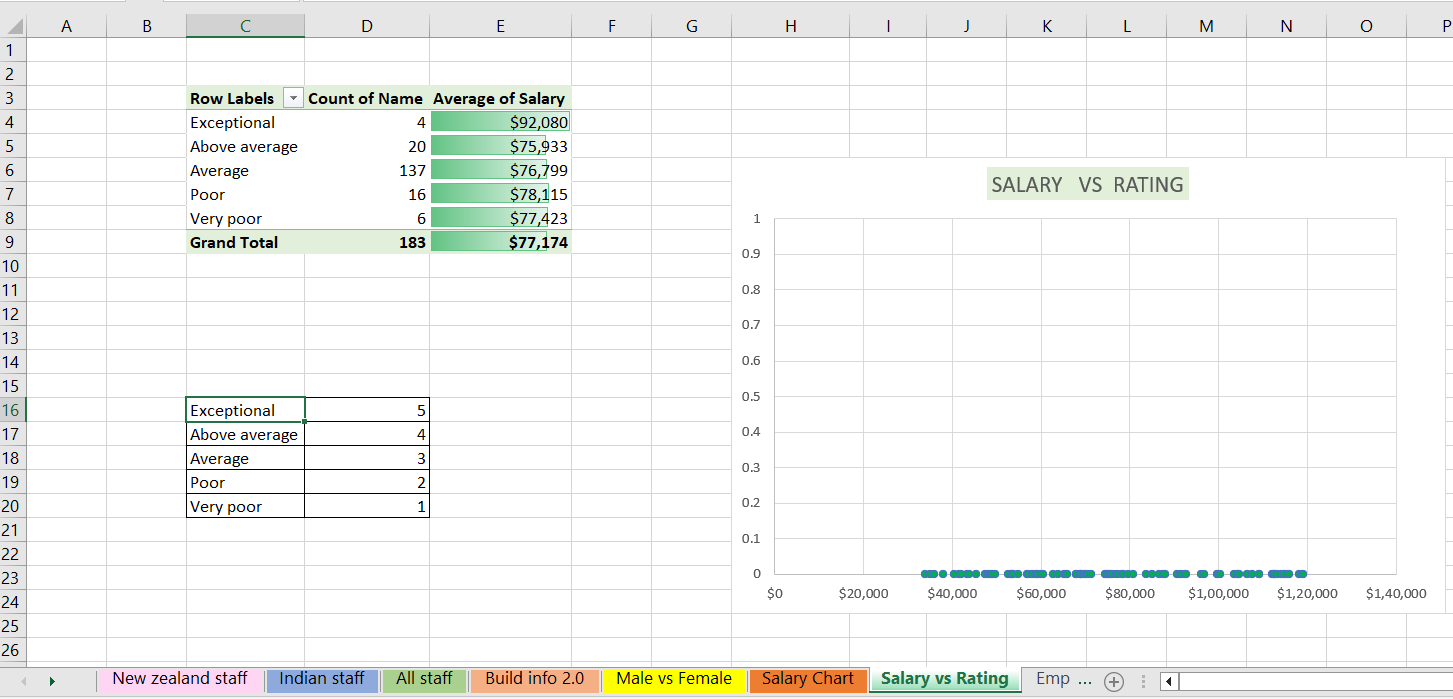 A B C D E F G H I J K L M N O P
1
2
3 Row Labels Count of Name Average of Salary
4 Exceptional 4 $92,080
5 Above average 20 $75,933
6 Average 137 $76,799
7 Poor 16 $78,115
8 Very poor 6 $77,423
9 Grand Total 183 $77,174
10
11
12
13
14
15
16 Exceptional 5
17 Above average 4
18 Average 3
19 Poor 2
20 Very poor 1
21
22
23
24
25
26
SALARY VS RATING
1
0.9
0.8
0.7
0.6
0.5
0.4
0.3
0.2
0.1
0
$0 $20,000 $40,000 $60,000 $80,000 $1,00,000 $1,20,000 $1,40,000
New zealand staff Indian staff All staff Build info 2.0 Male vs Female Salary Chart Salary vs Rating Emp ...